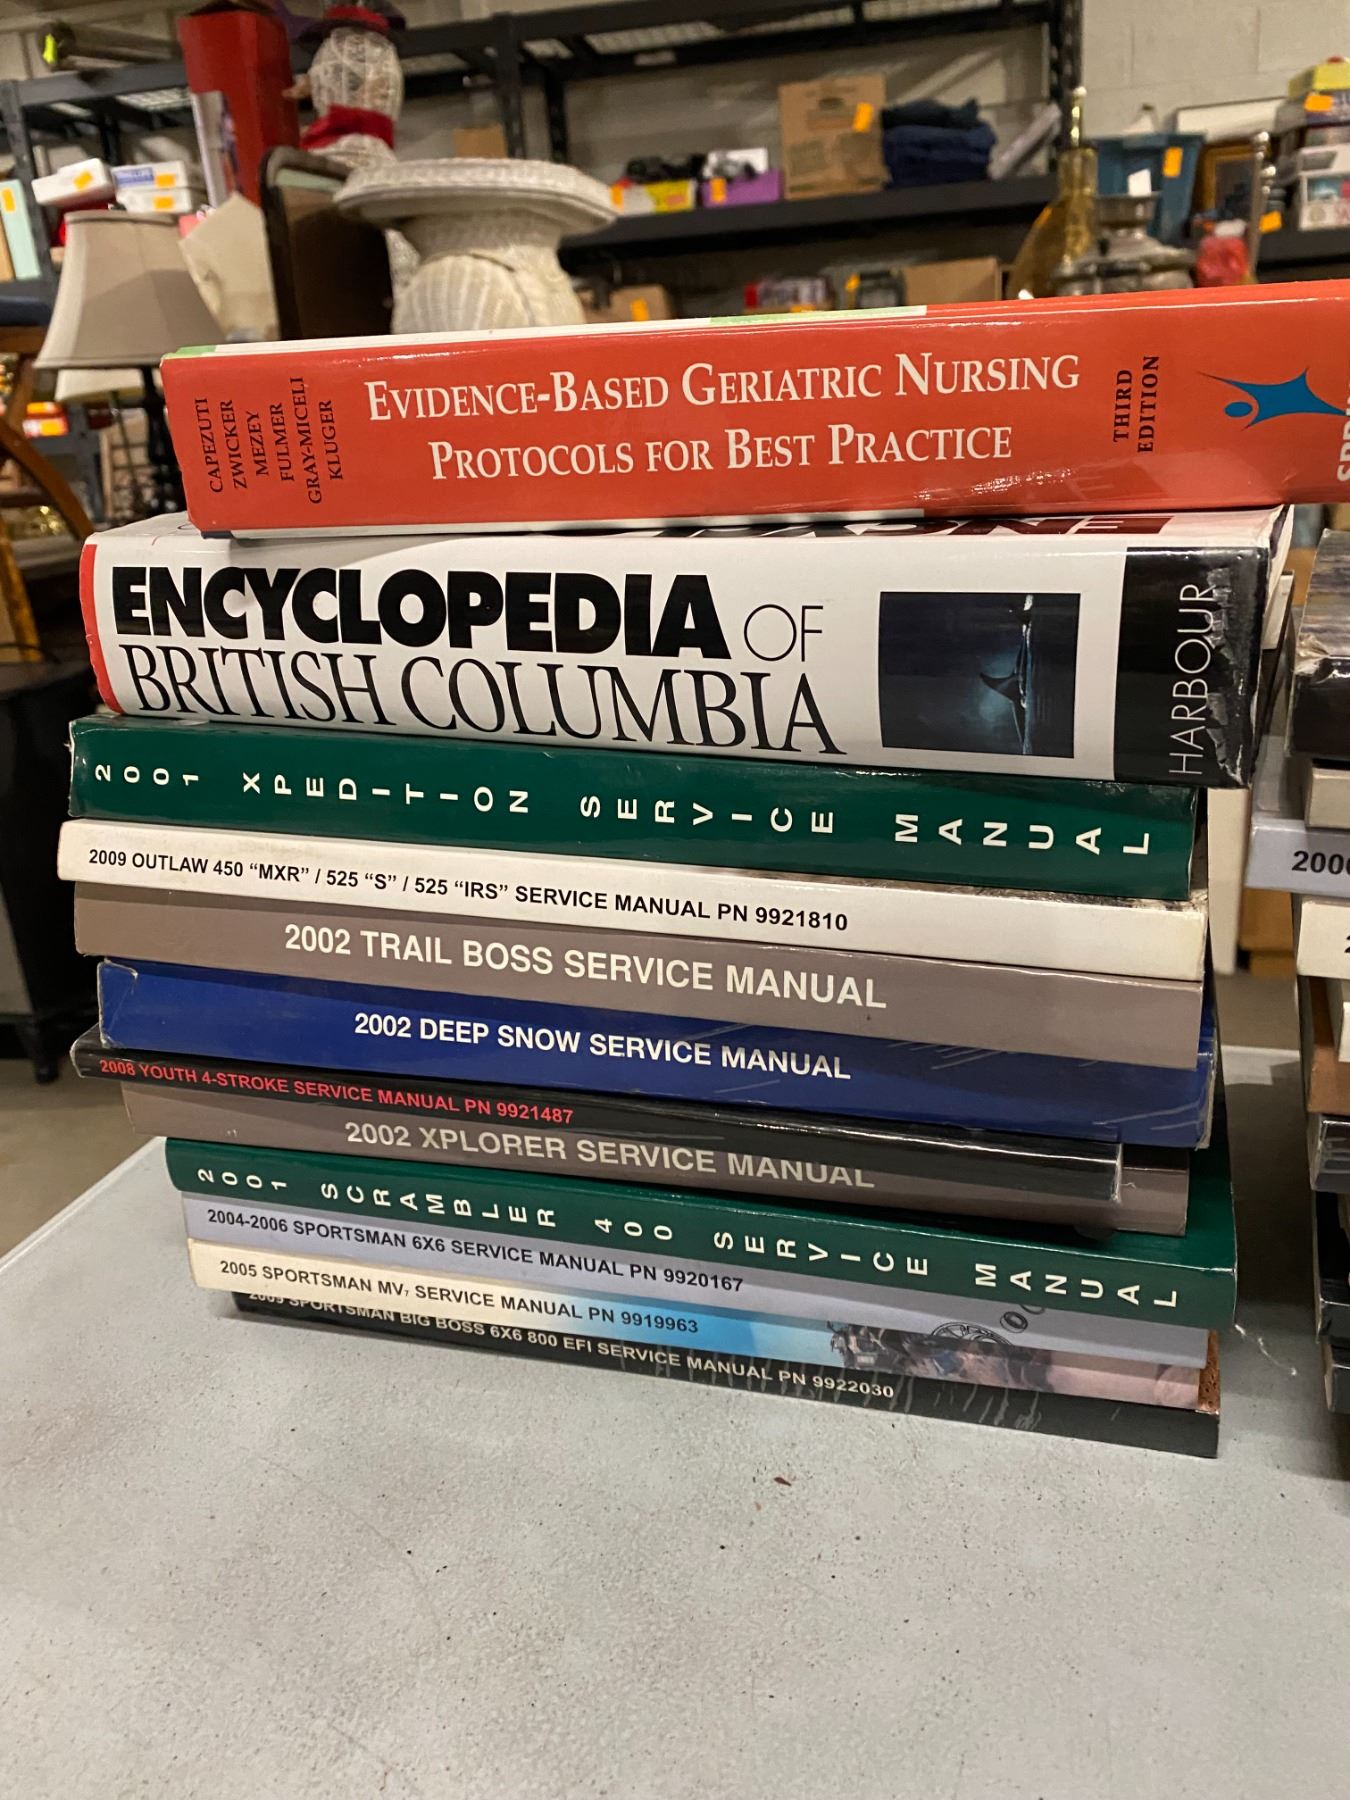 CAPEZUTI
ZWICKER
MEZEY
FULMER
GRAY-MICELI
KLUGER
EVIDENCE-BASED GERIATRIC NURSING
PROTOCOLS FOR BEST PRACTICE
THIRD
EDITION
ENCYCLOPEDIA OF
BRITISH COLUMBIA
HARBOUR
2001 XPEDITION SERVICE MANUAL
2009 OUTLAW 450 “MXR” / 525 “S” / 525 “IRS” SERVICE MANUAL PN 9921810
2002 TRAIL BOSS SERVICE MANUAL
2002 DEEP SNOW SERVICE MANUAL
2008 YOUTH 4-STROKE SERVICE MANUAL PN 9921487
2002 XPLORER SERVICE MANUAL
2001 SCRAMBLER 400 SERVICE MANUAL
2004-2006 SPORTSMAN 6X6 SERVICE MANUAL PN 9920167
2005 SPORTSMAN MV7 SERVICE MANUAL PN 9919963
2009 SPORTSMAN BIG BOSS 6X6 800 EFI SERVICE MANUAL PN 9922030